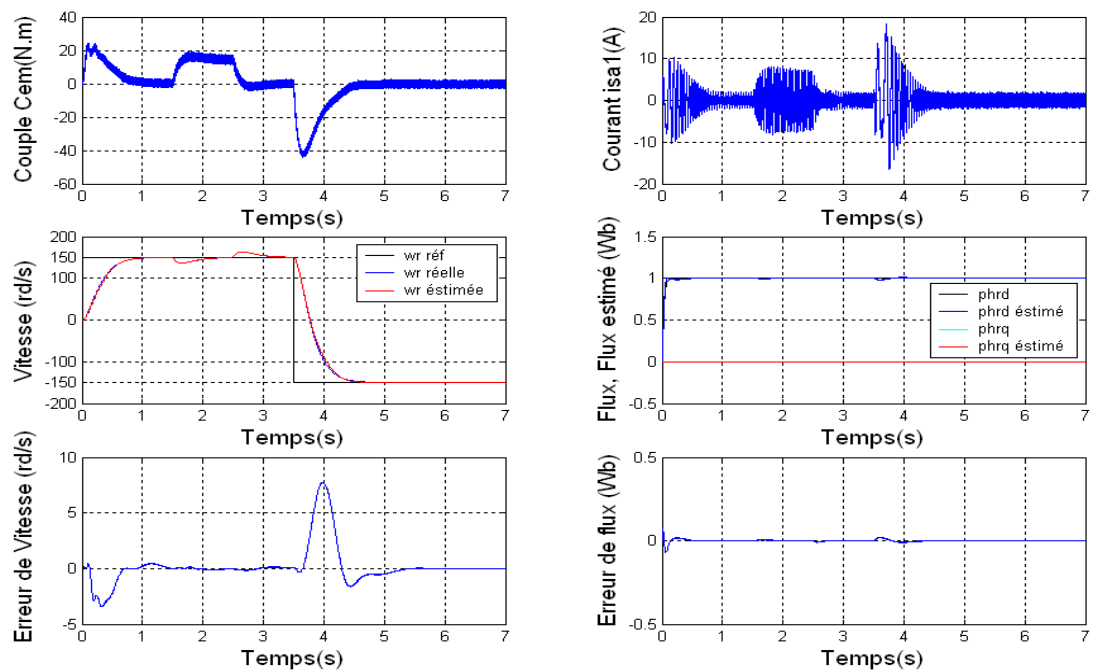 Couple Cem(N.m)
40
20
0
-20
-40
-60
0 1 2 3 4 5 6 7
Temps(s)
Courant Isa1(A)
20
10
0
-10
20
0 1 2 3 4 5 6 7
Temps(s)
Vitesse (rd/s)
200
150
100
0
-100
-150
-200
wr réf
wr réelle
wr éstimée
0 1 2 3 4 5 6 7
Temps(s)
Flux, Flux estimé (Wb)
1.5
1
0.5
0
-0.5
phrd
phrd éstimé
phrq
phrq éstimé
0 1 2 3 4 5 6 7
Temps(s)
Erreur de Vitesse (rd/s)
10
5
0
-5
0 1 2 3 4 5 6 7
Temps(s)
Erreur de flux (Wb)
0.5
0
-0.5
0 1 2 3 4 5 6 7
Temps(s)